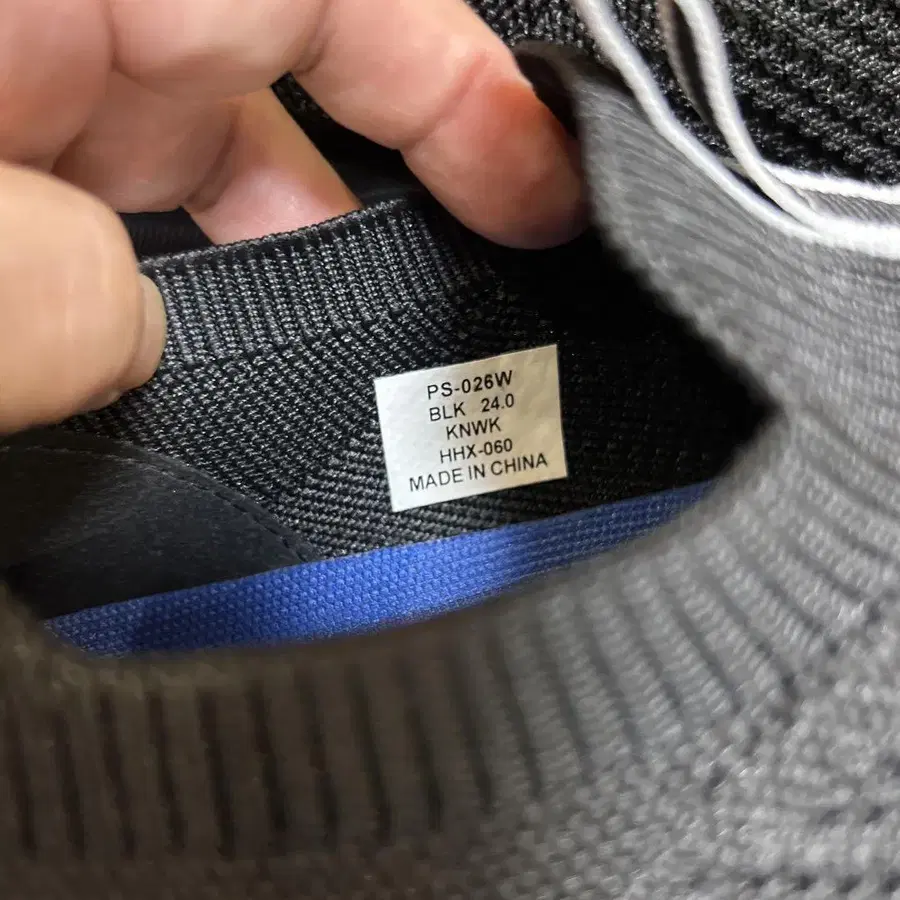 PS-026W
BLK 24.0
KNWK
HHX-060
MADE IN CHINA